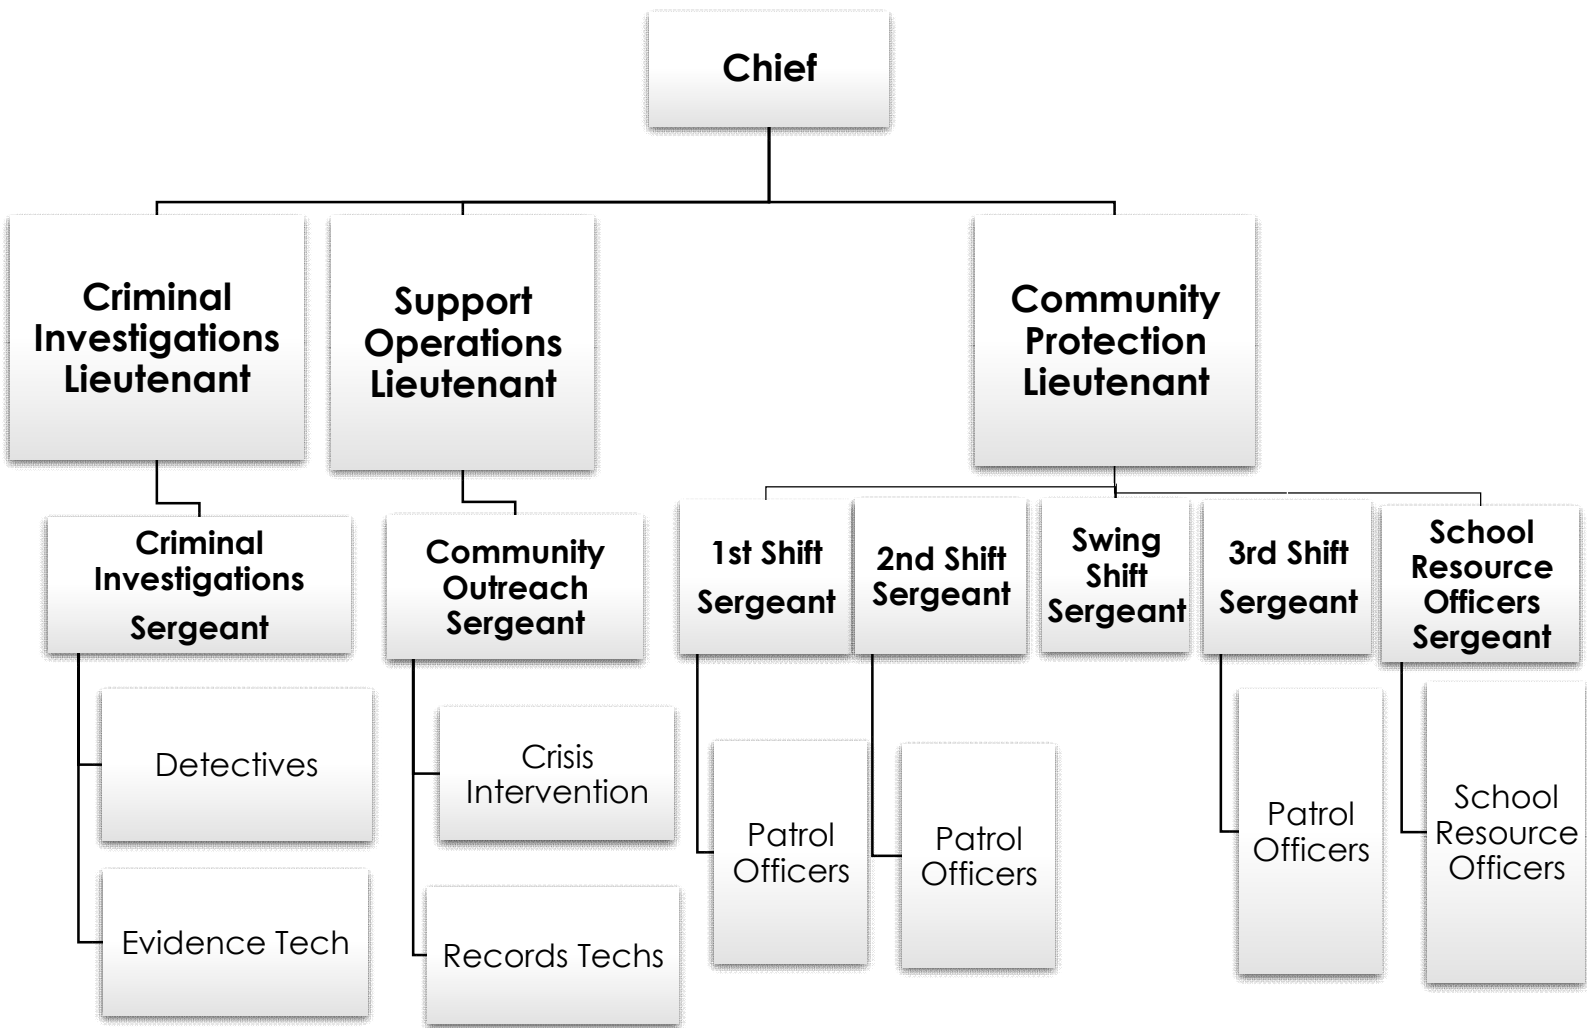 Chief
Criminal
Investigations
Lieutenant
Support
Operations
Lieutenant
Community
Protection
Lieutenant
Criminal
Investigations
Sergeant
Community
Outreach
Sergeant
1st Shift
Sergeant
2nd Shift
Sergeant
Swing
Shift
Sergeant
3rd Shift
Sergeant
School
Resource
Officers
Sergeant
Detectives
Evidence Tech
Crisis
Intervention
Records Techs
Patrol
Officers
Patrol
Officers
Patrol
Officers
School
Resource
Officers